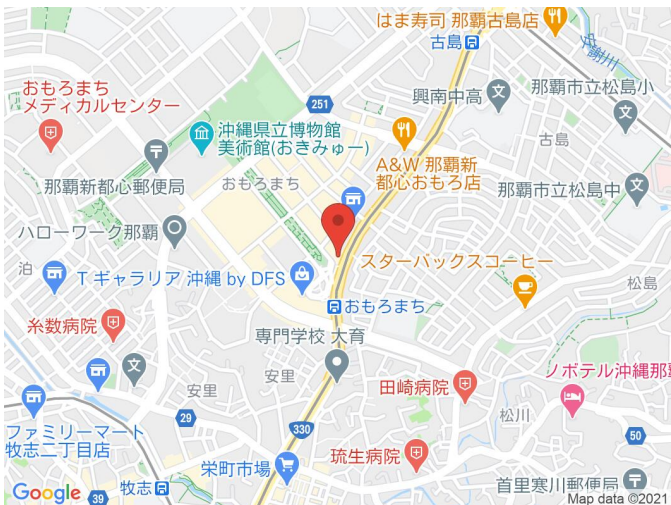 はま寿司 那覇古島店
古島
安謝川
おもろまち
メディカルセンター
251
興南中高
那覇市立松島小
沖縄県立博物館
美術館(おきみゅー)
古島
A&W 那覇新
都心おもろ店
那覇新都心郵便局
おもろまち
那覇市立松島中
ハローワーク那覇
泊
スターバックスコーヒー
T ギャラリア 沖縄 by DFS
松島
おもろまち
糸数病院
専門学校 大育
安里
安里
田崎病院
ノボテル沖縄那覇
松川
29
ファミリーマート
牧志二丁目店
330
50
琉生病院
栄町市場
首里寒川郵便局
牧志
39
Google
Map data ©2021